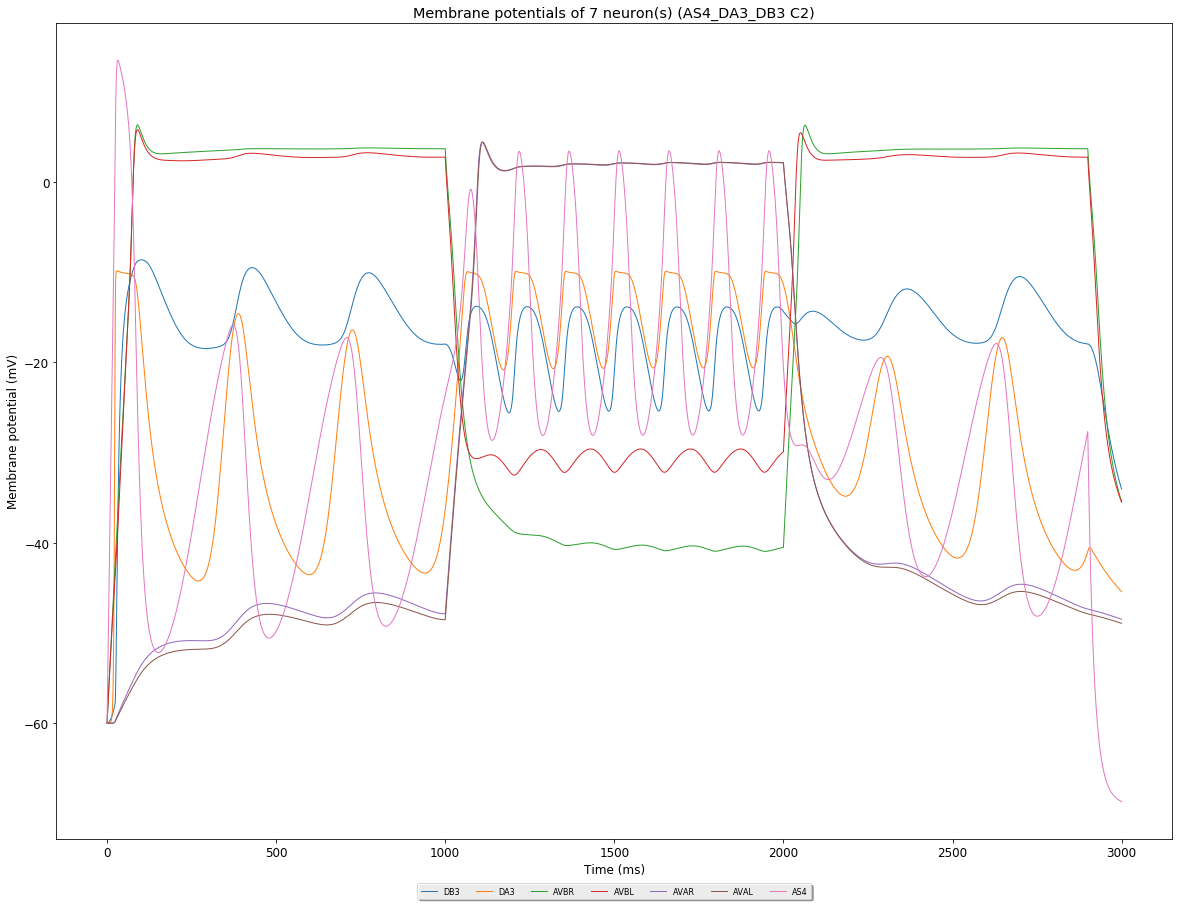 Membrane potentials of 7 neuron(s) (AS4_DA3_DB3 C2)
Membrane potential (mV)
0
−20
−40
−60
0 500 1000 1500 2000 2500 3000
Time (ms)
DB3 DA3 AVBR AVBL AVAR AVAL AS4